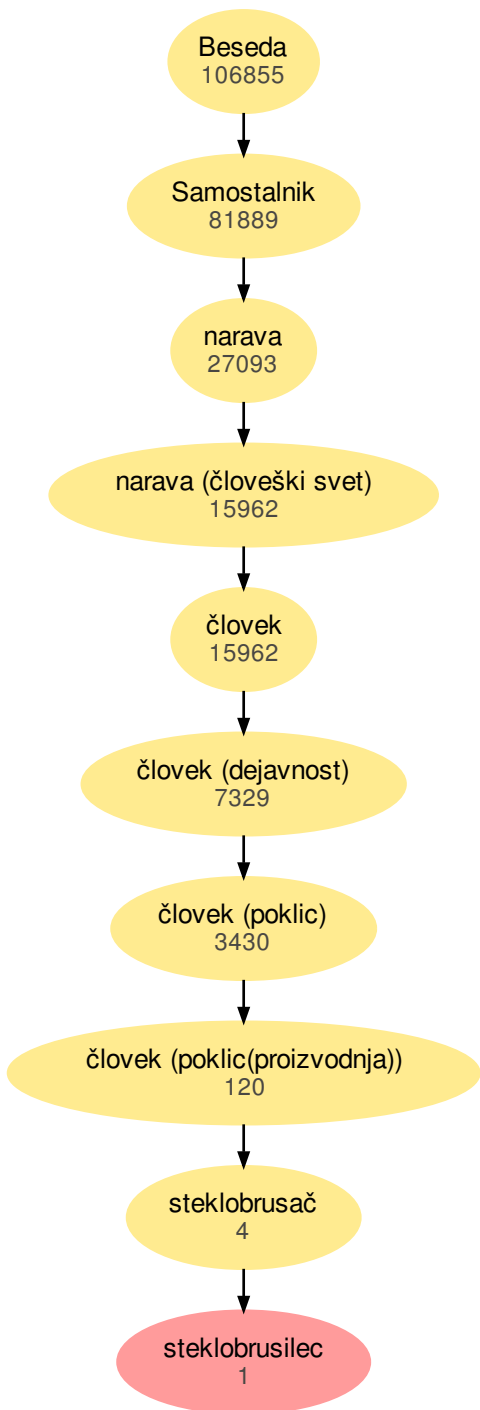 Beseda
106855
Samostalnik
81889
narava
27093
narava (človeški svet)
15962
človek
15962
človek (dejavnost)
7329
človek (poklic)
3430
človek (poklic(proizvodnja))
120
steklobrusač
4
steklobrusilec
1